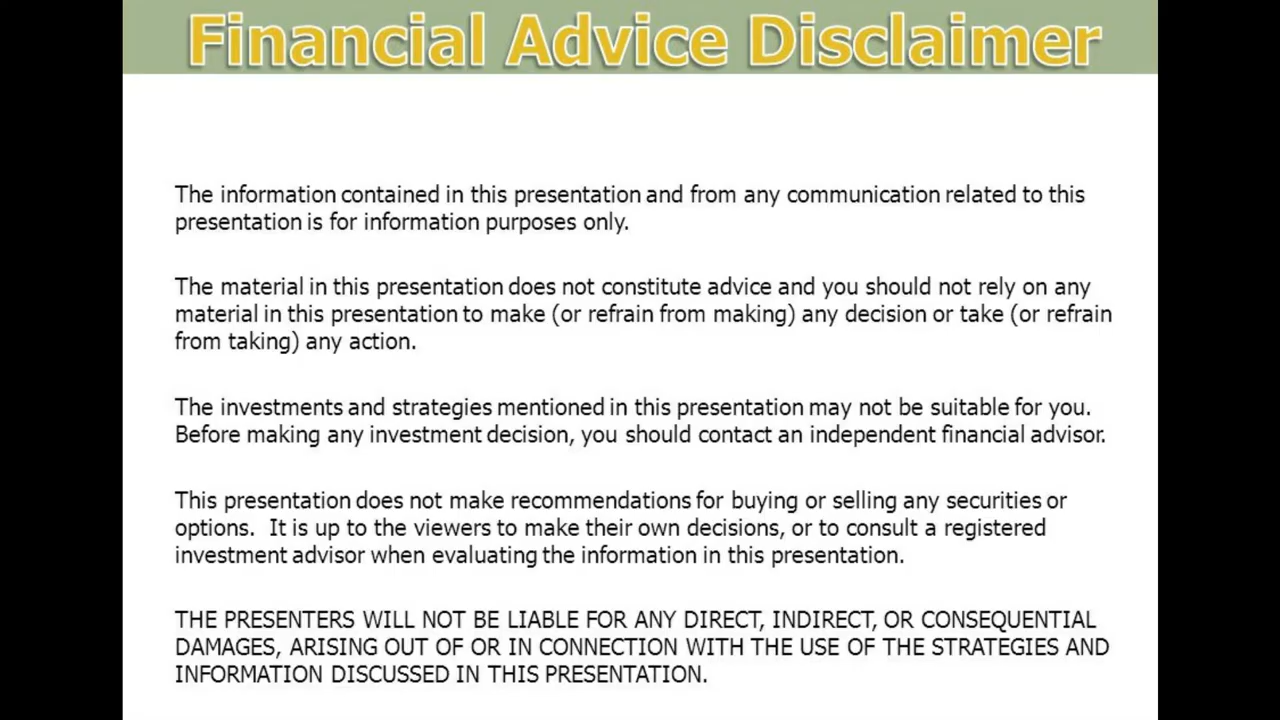 Financial Advice Disclaimer
The information contained in this presentation and from any communication related to this
presentation is for information purposes only.
The material in this presentation does not constitute advice and you should not rely on any
material in this presentation to make (or refrain from making) any decision or take (or refrain
from taking) any action.
The investments and strategies mentioned in this presentation may not be suitable for you.
Before making any investment decision, you should contact an independent financial advisor.
This presentation does not make recommendations for buying or selling any securities or
options.  It is up to the viewers to make their own decisions, or to consult a registered
investment advisor when evaluating the information in this presentation.
THE PRESENTERS WILL NOT BE LIABLE FOR ANY DIRECT, INDIRECT, OR CONSEQUENTIAL
DAMAGES, ARISING OUT OF OR IN CONNECTION WITH THE USE OF THE STRATEGIES AND
INFORMATION DISCUSSED IN THIS PRESENTATION.